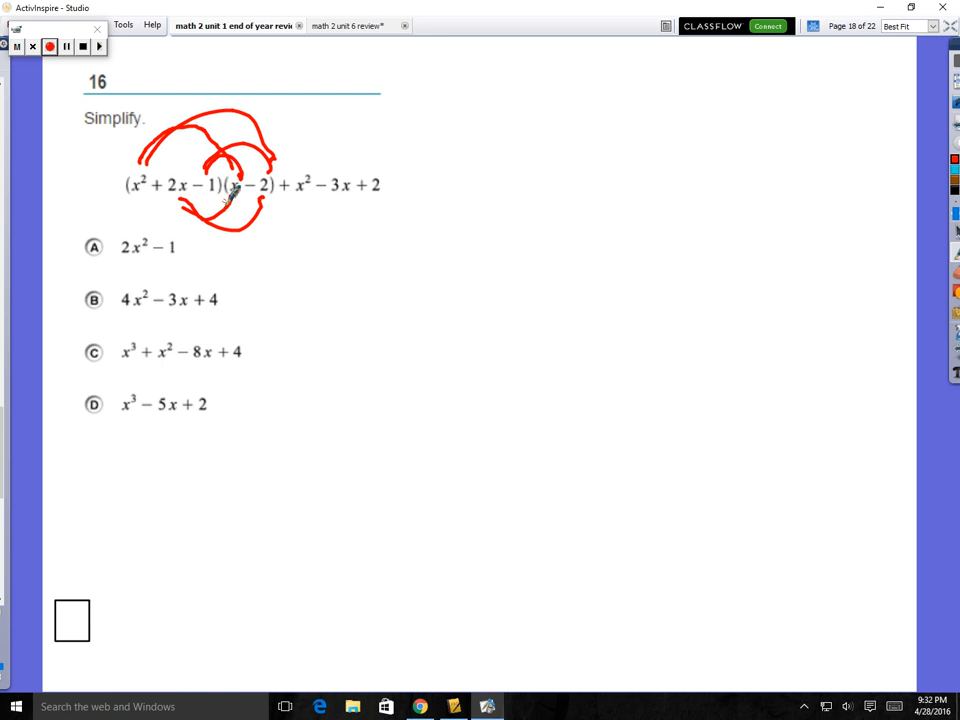 ActivInspire - Studio
Tools Help math 2 unit 1 end of year revi math 2 unit 6 review* CLASSFLOW Connect Page 18 of 22 Best Fit
M
16
Simplify.
(x² + 2x − 1)(x − 2) + x² − 3x + 2
A 2x² − 1
B 4x² − 3x + 4
C x³ + x² − 8x + 4
D x³ − 5x + 2
Search the web and Windows
9:32 PM
4/28/2016